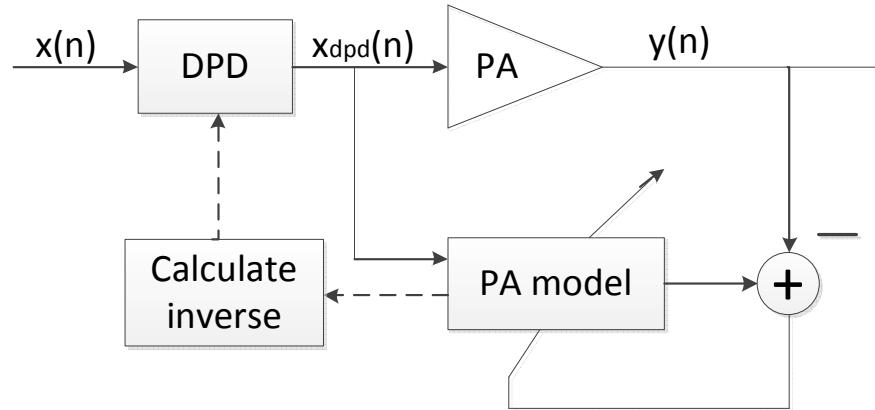 x(n)
DPD
xdpd(n)
PA
y(n)
Calculate
inverse
PA model
+
−